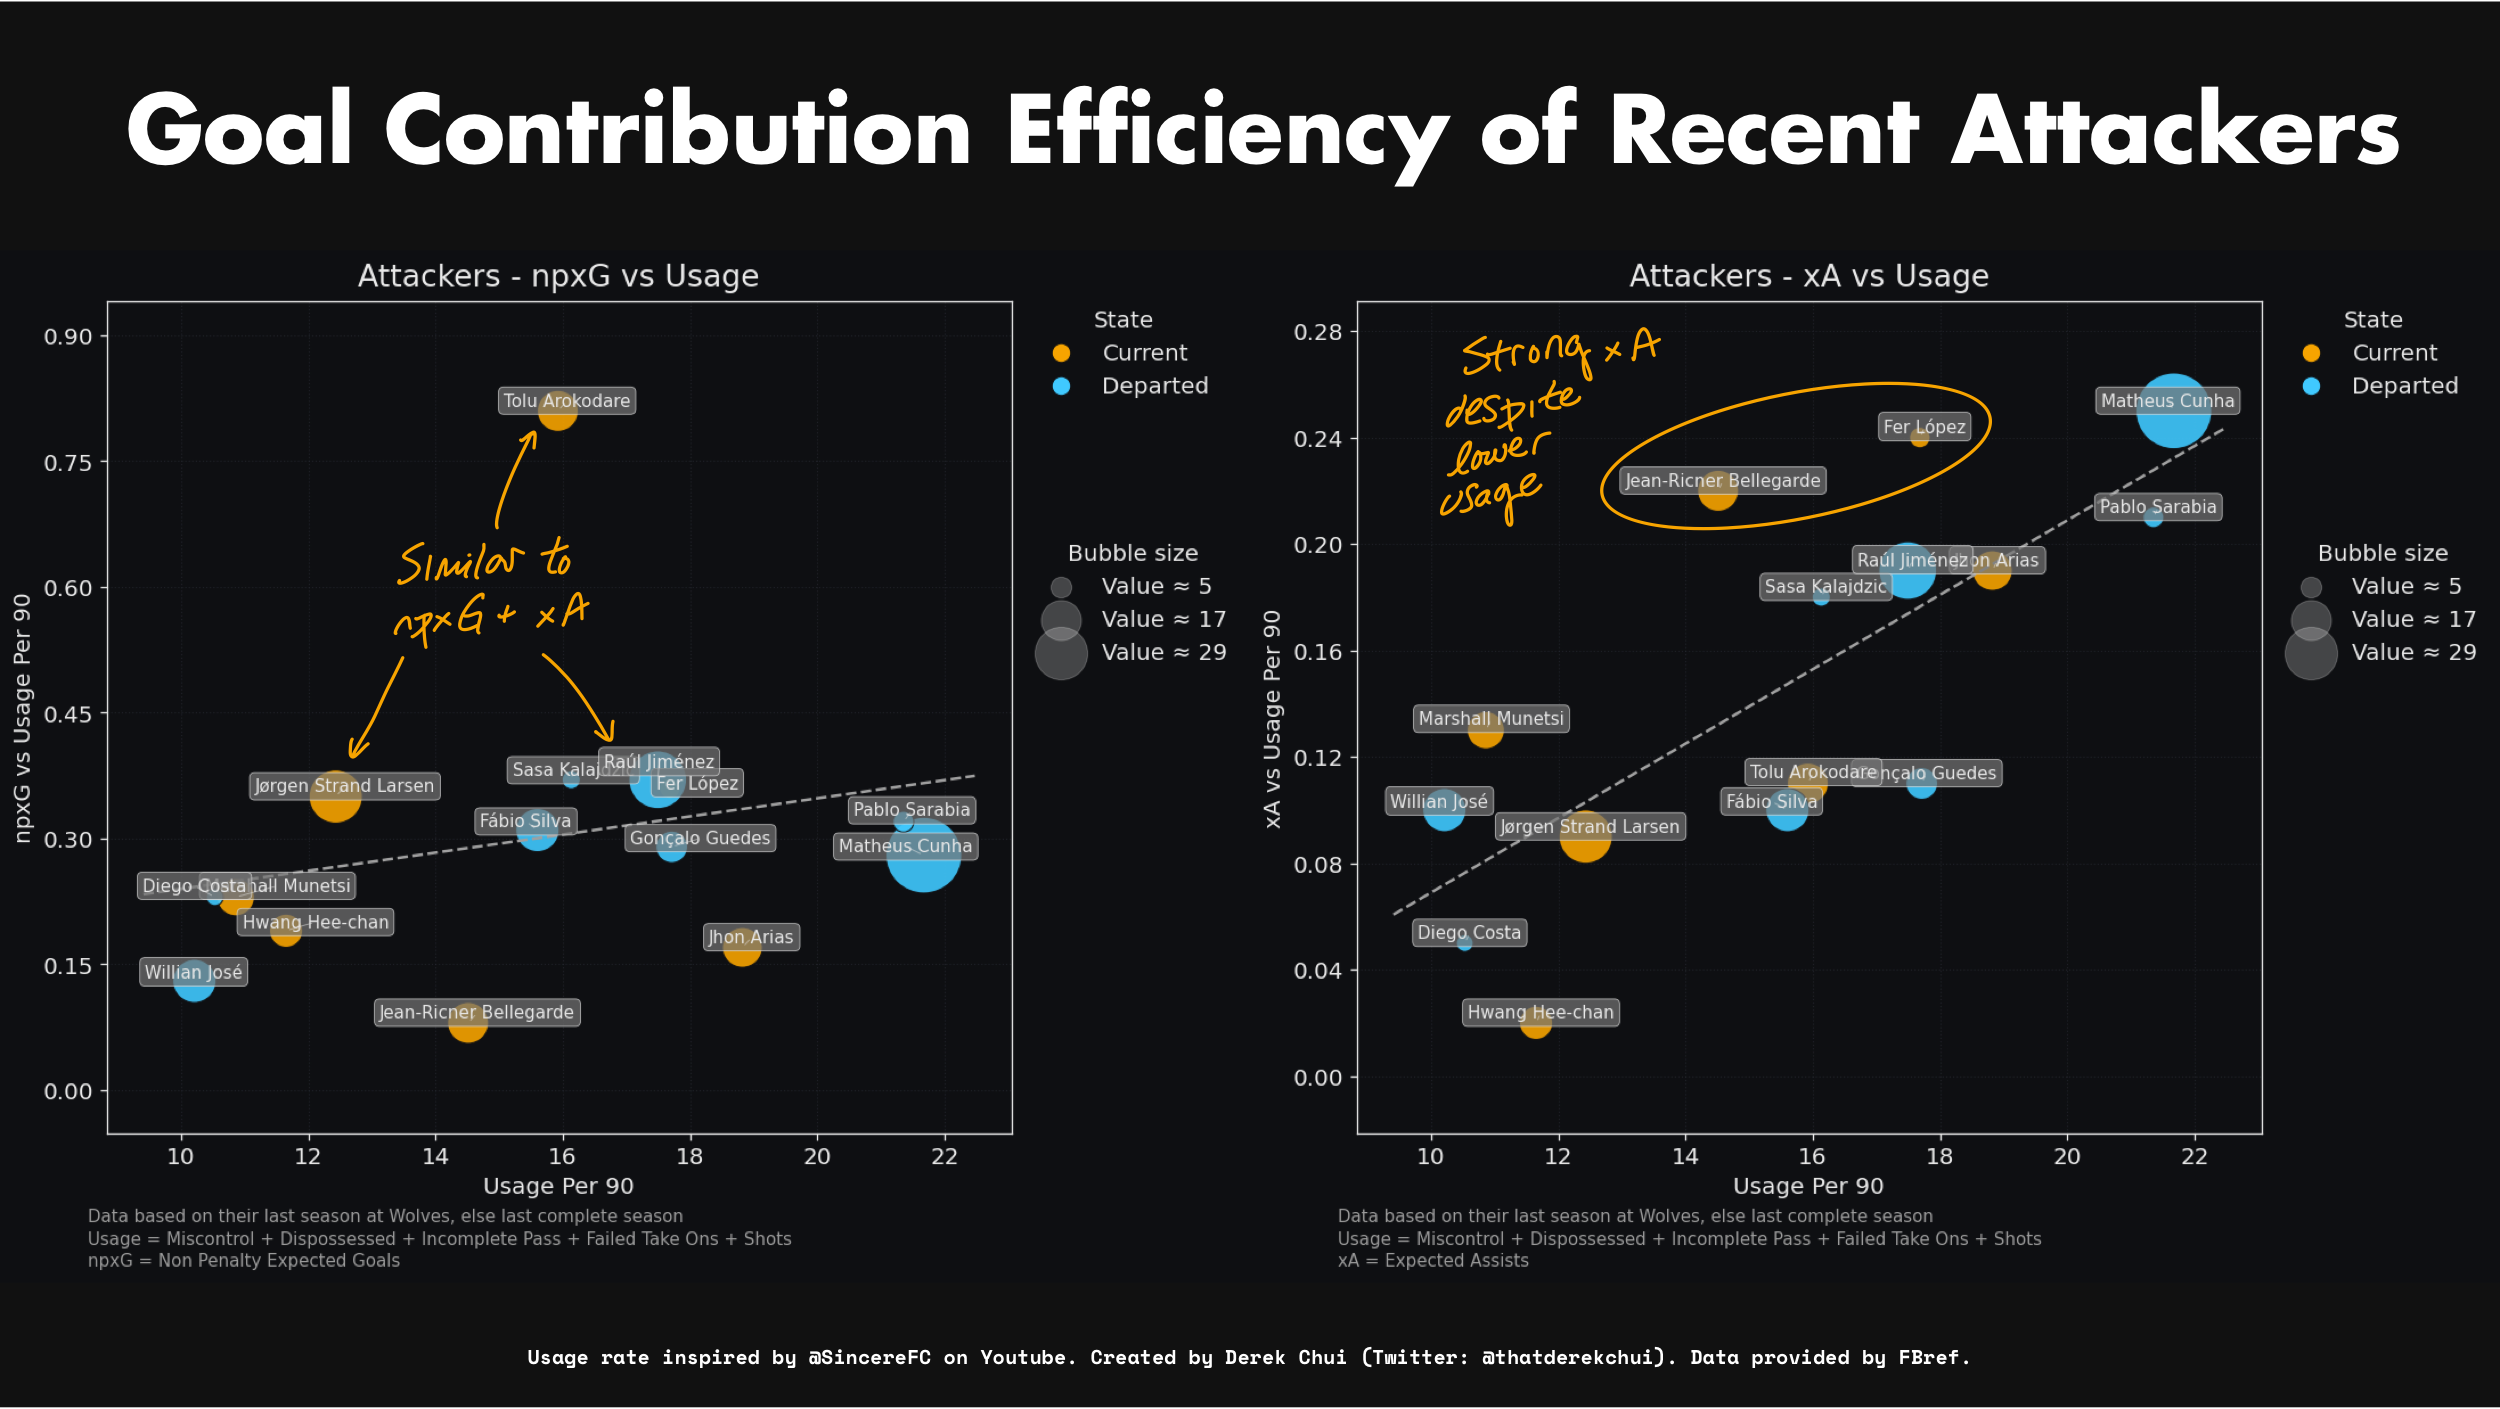 Goal Contribution Efficiency of Recent Attackers
Attackers - npxG vs Usage
npxG vs Usage Per 90
0.90
0.75
0.60
0.45
0.30
0.15
0.00
Tolu Arokodare
Similar to
npxG + xA
Jørgen Strand Larsen
Sasa Kalajdzic
Raúl Jiménez
Fer López
Fábio Silva
Gonçalo Guedes
Pablo Sarabia
Matheus Cunha
Diego Costa
Marshall Munetsi
Hwang Hee-chan
Jhon Arias
Willian José
Jean-Ricner Bellegarde
10 12 14 16 18 20 22
Usage Per 90
State
Current
Departed
Bubble size
Value ≈ 5
Value ≈ 17
Value ≈ 29
Data based on their last season at Wolves, else last complete season
Usage = Miscontrol + Dispossessed + Incomplete Pass + Failed Take Ons + Shots
npxG = Non Penalty Expected Goals
Attackers - xA vs Usage
xA vs Usage Per 90
0.28
0.24
0.20
0.16
0.12
0.08
0.04
0.00
Strong xA
despite
lower
usage
Matheus Cunha
Fer López
Jean-Ricner Bellegarde
Pablo Sarabia
Raúl Jiménez
Jhon Arias
Sasa Kalajdzic
Marshall Munetsi
Tolu Arokodare
Gonçalo Guedes
Willian José
Fábio Silva
Jørgen Strand Larsen
Diego Costa
Hwang Hee-chan
10 12 14 16 18 20 22
Usage Per 90
State
Current
Departed
Bubble size
Value ≈ 5
Value ≈ 17
Value ≈ 29
Data based on their last season at Wolves, else last complete season
Usage = Miscontrol + Dispossessed + Incomplete Pass + Failed Take Ons + Shots
xA = Expected Assists
Usage rate inspired by @SincereFC on Youtube. Created by Derek Chui (Twitter: @thatderekchui). Data provided by FBref.